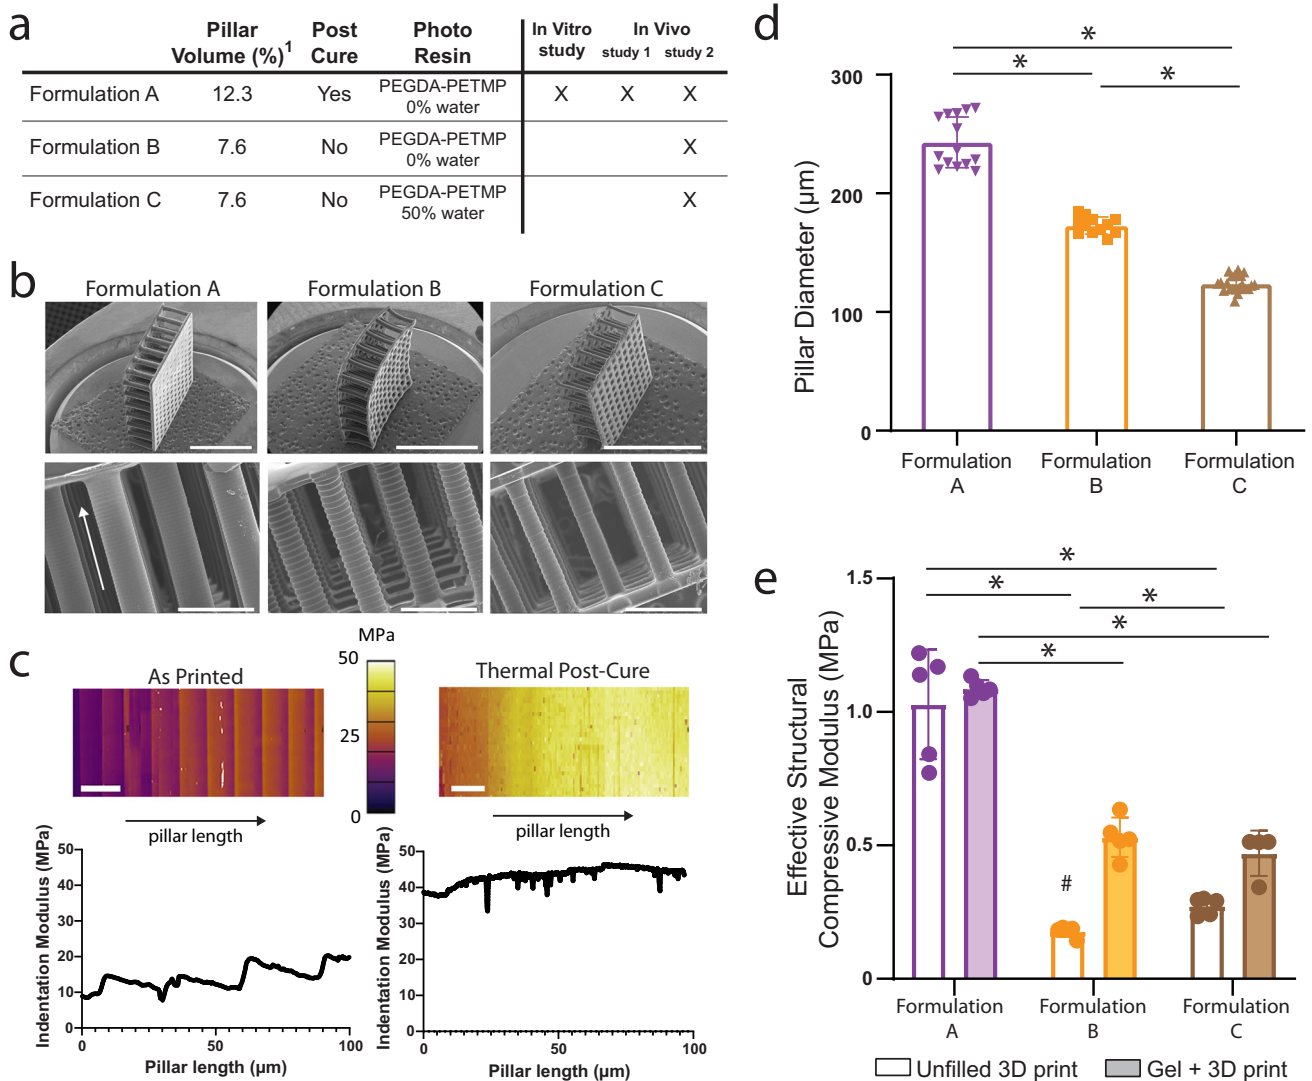 a
Pillar Volume (%)1 Post Cure Photo Resin In Vitro study In Vivo study 1 study 2
Formulation A 12.3 Yes PEGDA-PETMP 0% water X X X
Formulation B 7.6 No PEGDA-PETMP 0% water X
Formulation C 7.6 No PEGDA-PETMP 50% water X
b
Formulation A Formulation B Formulation C
c
As Printed
MPa
50
25
0
Thermal Post-Cure
pillar length
pillar length
Indentation Modulus (MPa)
50
40
30
20
10
0
0 50 100
Pillar length (µm)
Indentation Modulus (MPa)
50
40
30
20
10
0
0 50 100
Pillar length (µm)
d
*
* *
Pillar Diameter (µm)
300
200
100
0
Formulation A
Formulation B
Formulation C
e
*
*
*
*
*
#
Effective Structural
Compressive Modulus (MPa)
1.5
1.0
0.5
0
Formulation A
Formulation B
Formulation C
Unfilled 3D print Gel + 3D print